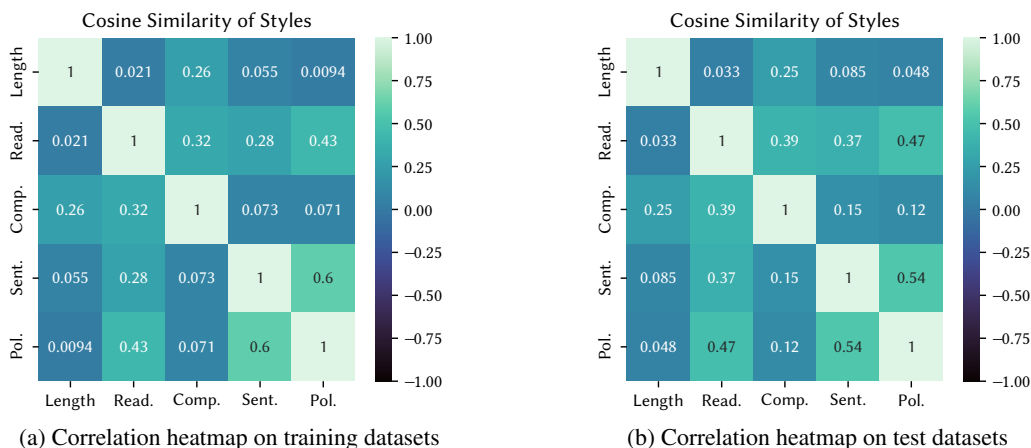 Cosine Similarity of Styles
Length 1 0.021 0.26 0.055 0.0094
Read. 0.021 1 0.32 0.28 0.43
Comp. 0.26 0.32 1 0.073 0.071
Sent. 0.055 0.28 0.073 1 0.6
Pol. 0.0094 0.43 0.071 0.6 1
Length Read. Comp. Sent. Pol.
1.00
0.75
0.50
0.25
0.00
−0.25
−0.50
−0.75
−1.00
(a) Correlation heatmap on training datasets
Cosine Similarity of Styles
Length 1 0.033 0.25 0.085 0.048
Read. 0.033 1 0.39 0.37 0.47
Comp. 0.25 0.39 1 0.15 0.12
Sent. 0.085 0.37 0.15 1 0.54
Pol. 0.048 0.47 0.12 0.54 1
Length Read. Comp. Sent. Pol.
1.00
0.75
0.50
0.25
0.00
−0.25
−0.50
−0.75
−1.00
(b) Correlation heatmap on test datasets